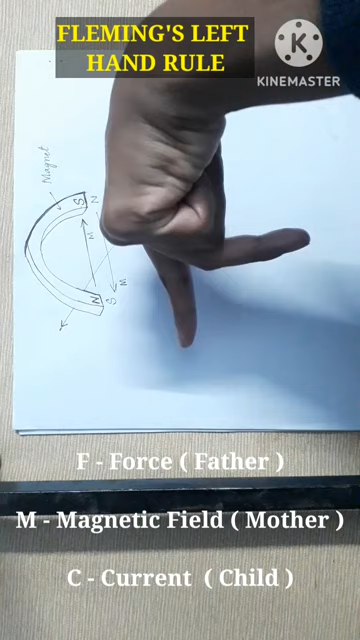 FLEMING'S LEFT
HAND RULE
KINEMASTER
Magnet
S
N
M
M
N
S
F - Force ( Father )
M - Magnetic Field ( Mother )
C - Current ( Child )